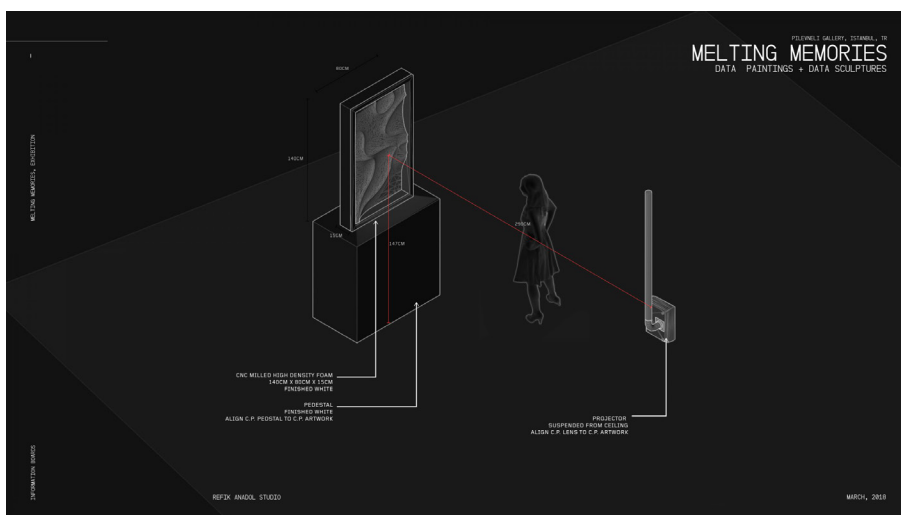 PILEVNELI GALLERY, ISTANBUL, TR
MELTING MEMORIES
DATA PAINTINGS + DATA SCULPTURES
MELTING MEMORIES, EXHIBITION
80CM
140CM
15CM
147CM
CNC MILLED HIGH DENSITY FOAM
140CM X 80CM X 15CM
FINISHED WHITE
PEDESTAL
FINISHED WHITE
ALIGN C.P. PEDSTAL TO C.P. ARTWORK
PROJECTOR
SUSPENDED FROM CEILING
ALIGN C.P. LENS TO C.P. ARTWORK
INFORMATION BOARDS
REFIK ANADOL STUDIO
MARCH, 2018